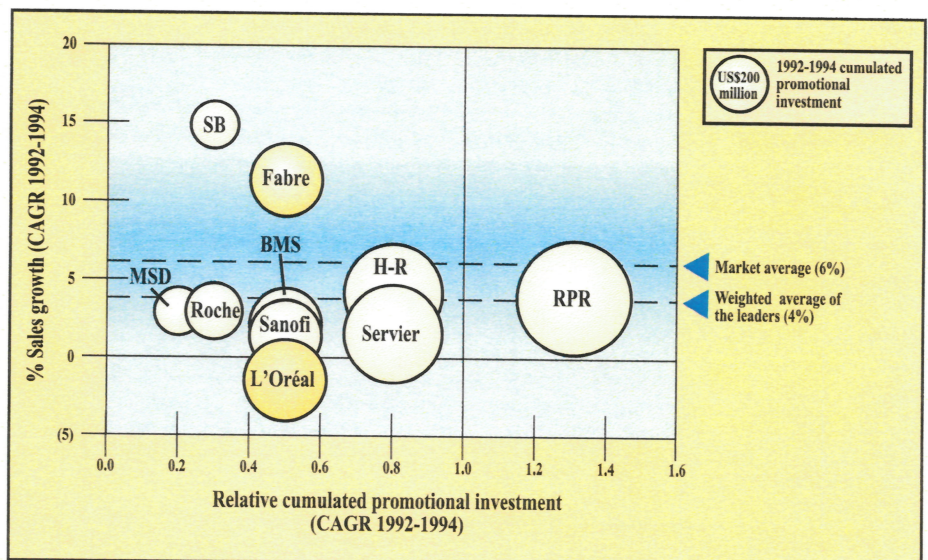 % Sales growth (CAGR 1992-1994)
20
15
10
5
0
(5)
SB
Fabre
BMS
MSD
Roche
Sanofi
L'Oréal
H-R
Servier
RPR
US$200
million
1992-1994 cumulated
promotional
investment
Market average (6%)
Weighted average of
the leaders (4%)
0.0 0.2 0.4 0.6 0.8 1.0 1.2 1.4 1.6
Relative cumulated promotional investment
(CAGR 1992-1994)